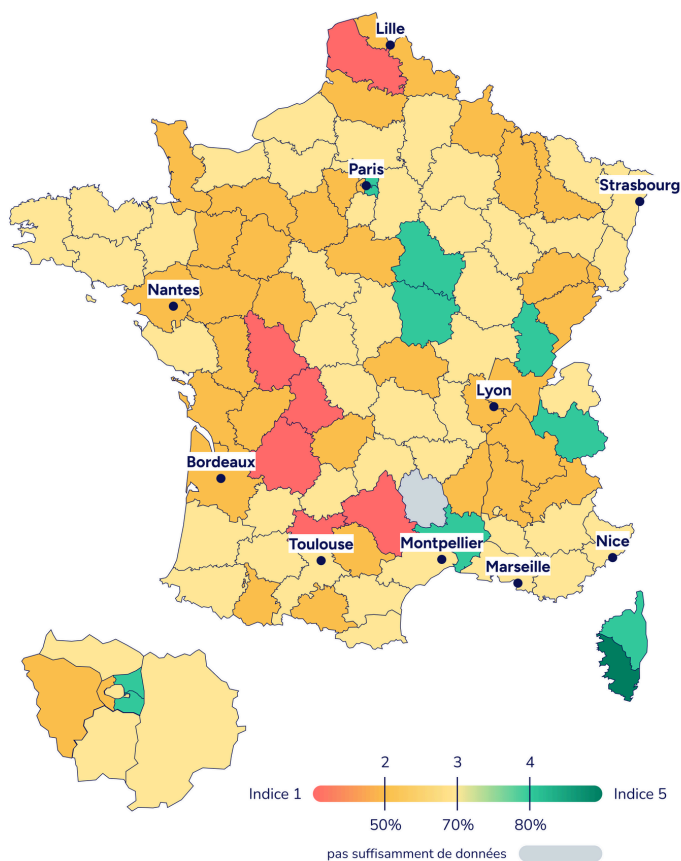 Lille
Paris
Strasbourg
Nantes
Lyon
Bordeaux
Toulouse
Montpellier
Nice
Marseille
2 3 4
Indice 1 Indice 5
50% 70% 80%
pas suffisamment de données